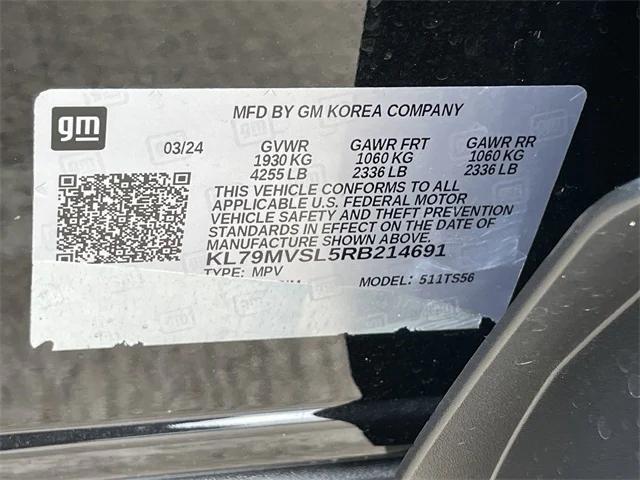 gm
MFD BY GM KOREA COMPANY
03/24 GVWR GAWR FRT GAWR RR
1930 KG 1060 KG 1060 KG
4255 LB 2336 LB 2336 LB
THIS VEHICLE CONFORMS TO ALL
APPLICABLE U.S. FEDERAL MOTOR
VEHICLE SAFETY AND THEFT PREVENTION
STANDARDS IN EFFECT ON THE DATE OF
MANUFACTURE SHOWN ABOVE.
KL79MVSL5RB214691
TYPE: MPV
MODEL: 511TS56